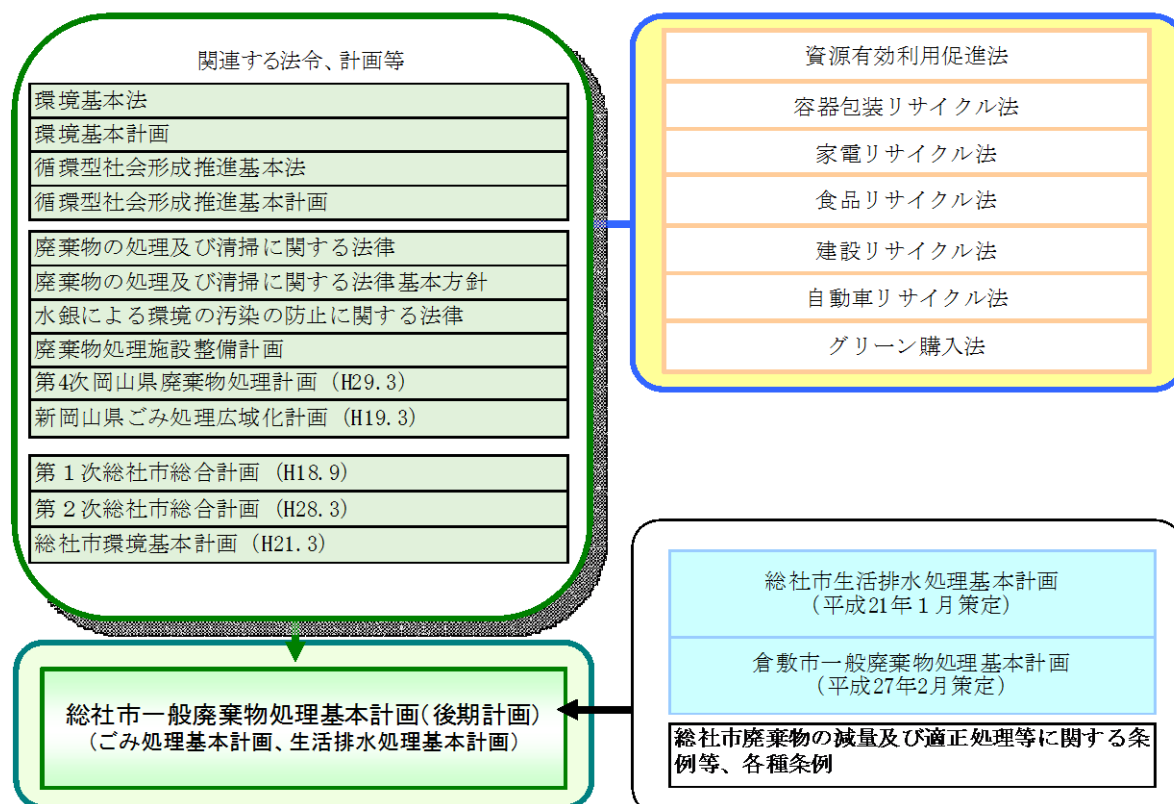 関連する法令、計画等
環境基本法
環境基本計画
循環型社会形成推進基本法
循環型社会形成推進基本計画
廃棄物の処理及び清掃に関する法律
廃棄物の処理及び清掃に関する法律基本方針
水銀による環境の汚染の防止に関する法律
廃棄物処理施設整備計画
第4次岡山県廃棄物処理計画(H29.3)
新岡山県ごみ処理広域化計画(H19.3)
第1次総社市総合計画(H18.9)
第2次総社市総合計画(H28.3)
総社市環境基本計画(H21.3)
資源有効利用促進法
容器包装リサイクル法
家電リサイクル法
食品リサイクル法
建設リサイクル法
自動車リサイクル法
グリーン購入法
総社市生活排水処理基本計画
(平成21年1月策定)
倉敷市一般廃棄物処理基本計画
(平成27年2月策定)
総社市廃棄物の減量及び適正処理等に関する条
例等、各種条例
総社市一般廃棄物処理基本計画(後期計画)
(ごみ処理基本計画、生活排水処理基本計画)